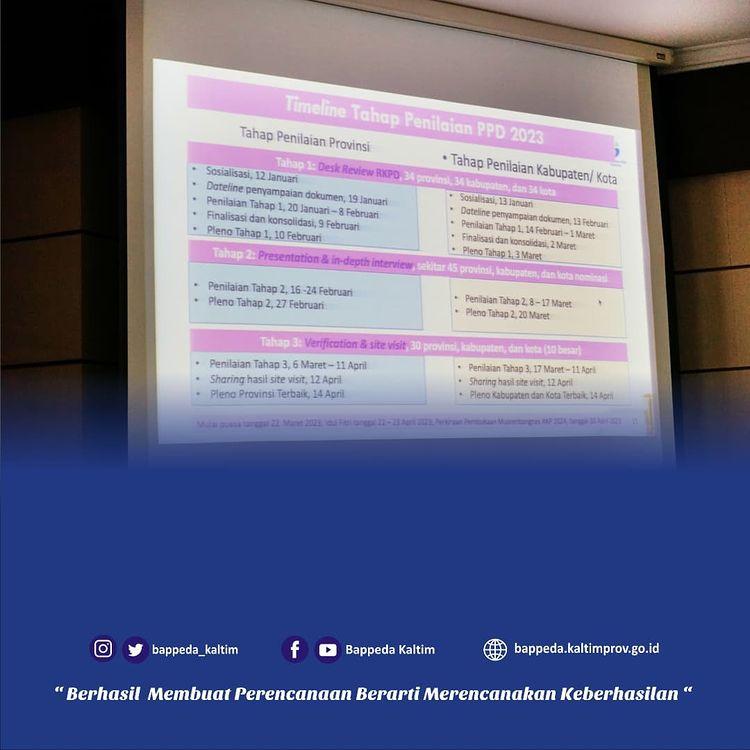 Timeline Tahap Penilaian PPD 2023
Tahap Penilaian Provinsi
• Tahap Penilaian Kabupaten/ Kota
Tahap 1: Desk Review RKPD, 34 provinsi, 34 kabupaten, dan 34 kota
• Sosialisasi, 12 Januari
• Dateline penyampaian dokumen, 19 Januari
• Penilaian Tahap 1, 20 Januari – 8 Februari
• Finalisasi dan konsolidasi, 9 Februari
• Pleno Tahap 1, 10 Februari
• Sosialisasi, 13 Januari
• Dateline penyampaian dokumen, 13 Februari
• Penilaian Tahap 1, 14 Februari – 1 Maret
• Finalisasi dan konsolidasi, 2 Maret
• Pleno Tahap 1, 3 Maret
Tahap 2: Presentation & in-depth interview, sekitar 45 provinsi, kabupaten, dan kota nominasi
• Penilaian Tahap 2, 16 -24 Februari
• Pleno Tahap 2, 27 Februari
• Penilaian Tahap 2, 8 – 17 Maret
• Pleno Tahap 2, 20 Maret
Tahap 3: Verification & site visit, 30 provinsi, kabupaten, dan kota (10 besar)
• Penilaian Tahap 3, 6 Maret – 11 April
• Sharing hasil site visit, 12 April
• Pleno Provinsi Terbaik, 14 April
• Penilaian Tahap 3, 17 Maret – 11 April
• Sharing hasil site visit, 12 April
• Pleno Kabupaten dan Kota Terbaik, 14 April
Mulai puasa tanggal 22 Maret 2023, Idul Fitri tanggal 22 – 23 April 2023, Perkiraan Pembukaan Musrenbangnas RKP 2024, tanggal 30 April 2023
bappeda_kaltim
Bappeda Kaltim
bappeda.kaltimprov.go.id
“ Berhasil Membuat Perencanaan Berarti Merencanakan Keberhasilan “